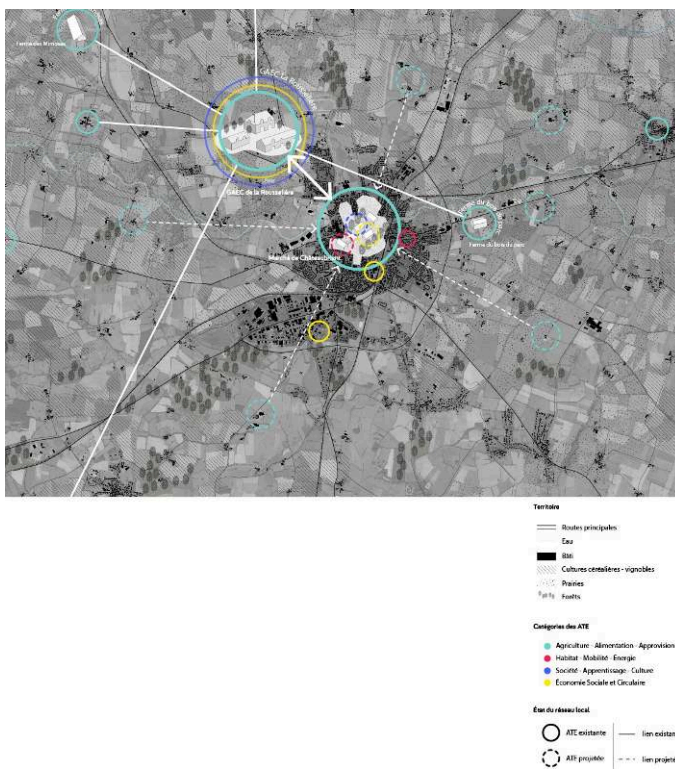 GAEC de la Rousselière
Marché de Châteaubriant
Ferme du bois du parc
Territoire
Routes principales
Eau
Bâti
Cultures céréalières - vignobles
Prairies
Forêts
Catégories des ATE
Agriculture - Alimentation - Approvision
Habitat - Mobilité - Énergie
Société - Apprentissage - Culture
Économie Sociale et Circulaire
État du réseau local
ATE existante
lien existant
ATE projetée
lien projeté